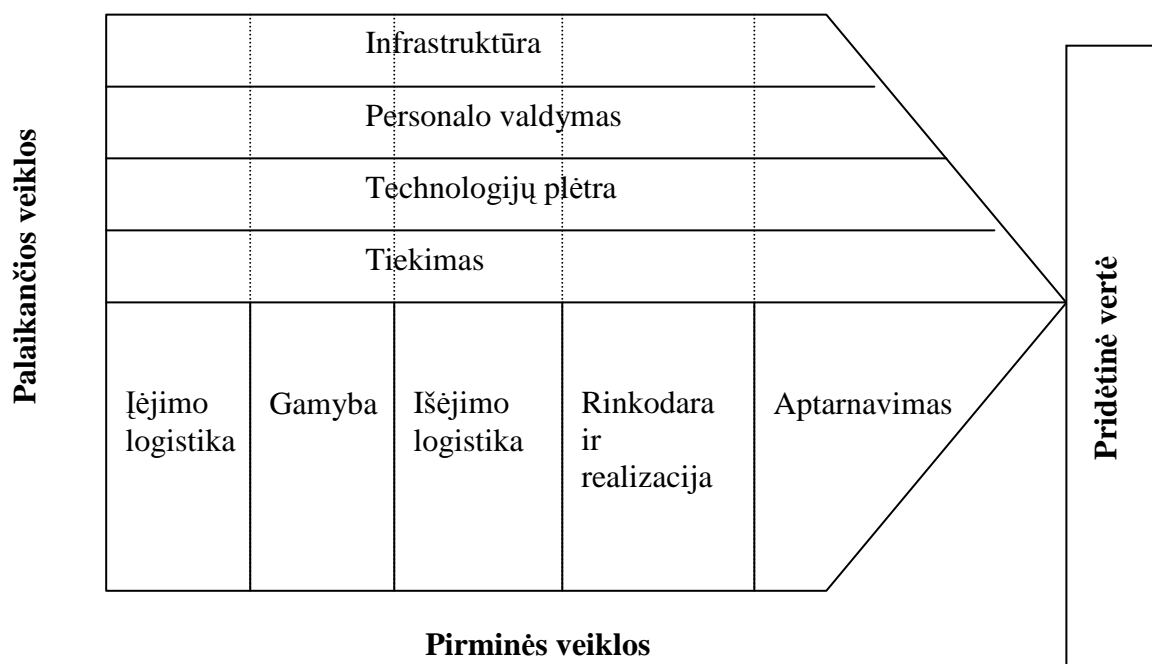 Infrastruktūra
Personalo valdymas
Technologijų plėtra
Tiekimas
Palaikančios veiklos
Įėjimo
logistika
Gamyba
Išėjimo
logistika
Rinkodara
ir
realizacija
Aptarnavimas
Pridėtinė vertė
Pirminės veiklos